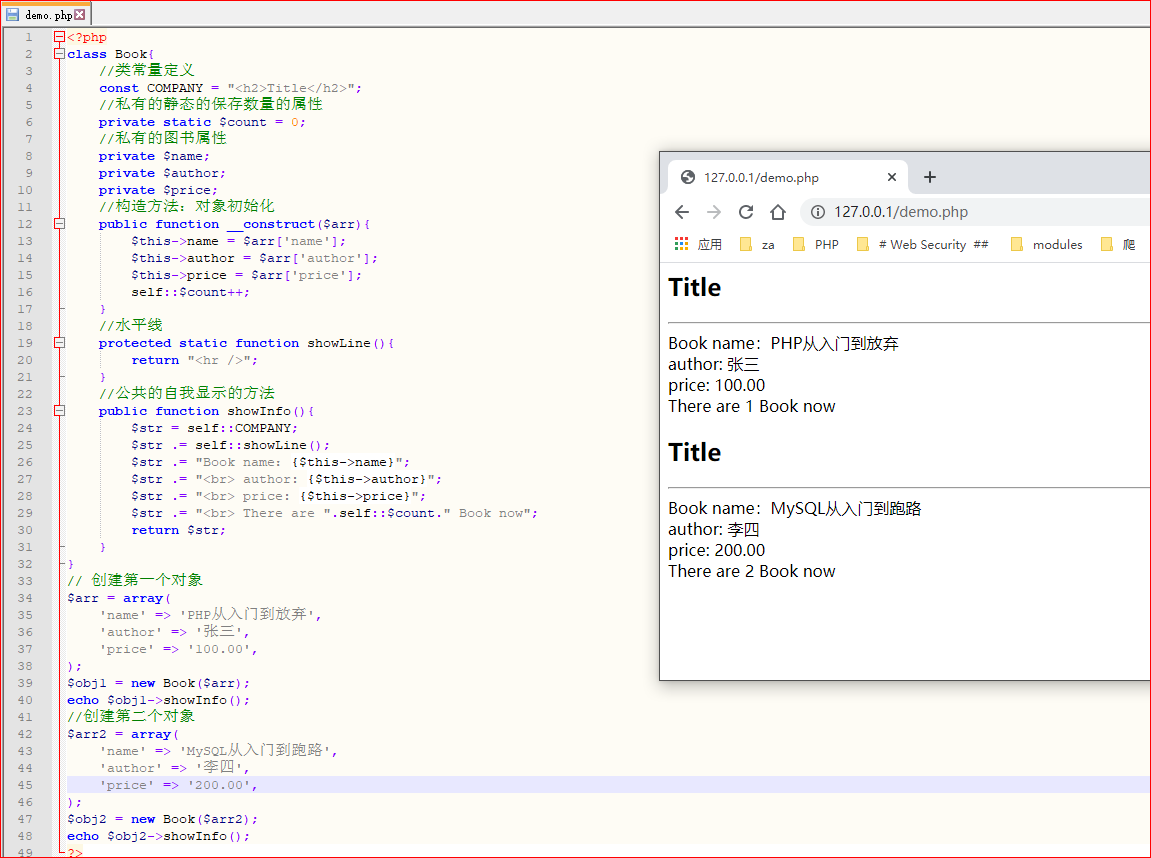 demo.php
1 <?php
2 class Book{
3 //类常量定义
4 const COMPANY = "<h2>Title</h2>";
5 //私有的静态的保存数量的属性
6 private static $count = 0;
7 //私有的图书属性
8 private $name;
9 private $author;
10 private $price;
11 //构造方法：对象初始化
12 public function __construct($arr){
13 $this->name = $arr['name'];
14 $this->author = $arr['author'];
15 $this->price = $arr['price'];
16 self::$count++;
17 }
18 //水平线
19 protected static function showLine(){
20 return "<hr />";
21 }
22 //公共的自我显示的方法
23 public function showInfo(){
24 $str = self::COMPANY;
25 $str .= self::showLine();
26 $str .= "Book name：{$this->name}";
27 $str .= "<br> author: {$this->author}";
28 $str .= "<br> price: {$this->price}";
29 $str .= "<br> There are ".self::$count." Book now";
30 return $str;
31 }
32 }
33 // 创建第一个对象
34 $arr = array(
35 'name' => 'PHP从入门到放弃',
36 'author' => '张三',
37 'price' => '100.00',
38 );
39 $obj1 = new Book($arr);
40 echo $obj1->showInfo();
41 //创建第二个对象
42 $arr2 = array(
43 'name' => 'MySQL从入门到跑路',
44 'author' => '李四',
45 'price' => '200.00',
46 );
47 $obj2 = new Book($arr2);
48 echo $obj2->showInfo();
49 ?>
127.0.0.1/demo.php
127.0.0.1/demo.php
应用 za PHP # Web Security ## modules 爬
Title
Book name：PHP从入门到放弃
author: 张三
price: 100.00
There are 1 Book now
Title
Book name：MySQL从入门到跑路
author: 李四
price: 200.00
There are 2 Book now